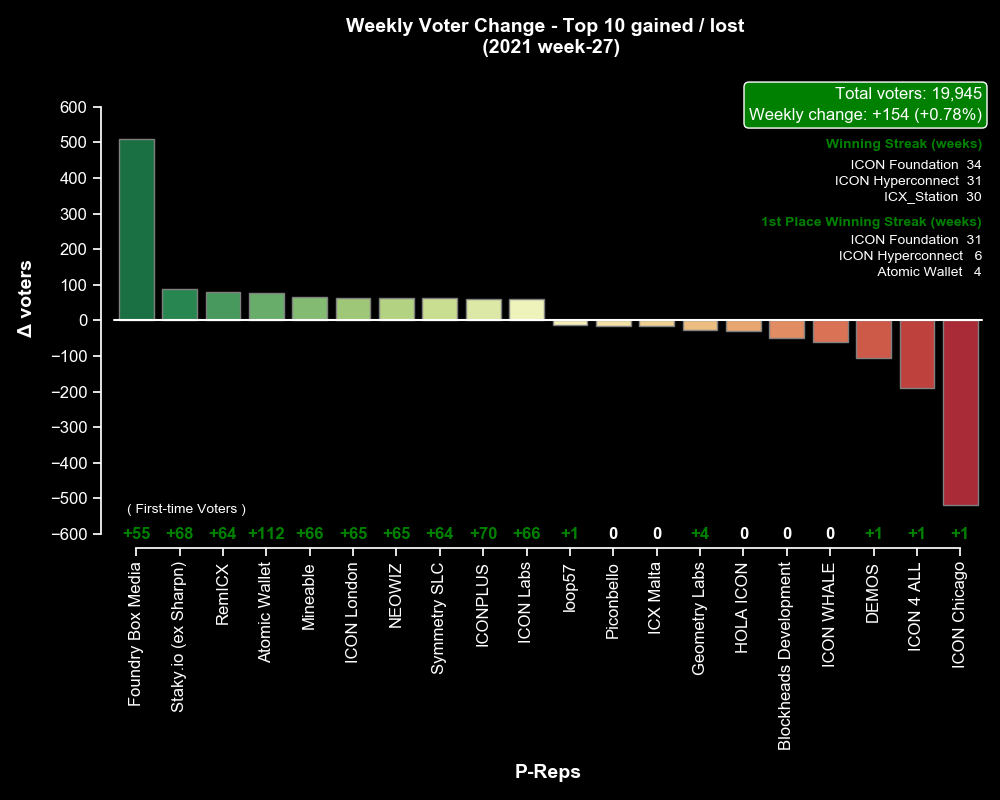 Weekly Voter Change - Top 10 gained / lost
(2021 week-27)
Total voters: 19,945
Weekly change: +154 (+0.78%)
Winning Streak (weeks)
ICON Foundation 34
ICON Hyperconnect 31
ICX_Station 30
1st Place Winning Streak (weeks)
ICON Foundation 31
ICON Hyperconnect 6
Atomic Wallet 4
Δ voters
600
500
400
300
200
100
0
−100
−200
−300
−400
−500
−600
( First-time Voters )
+55 +68 +64 +112 +66 +65 +65 +64 +70 +66 +1 0 0 +4 0 0 0 +1 +1 +1
Foundry Box Media
Staky.io (ex Sharpn)
RemICX
Atomic Wallet
Mineable
ICON London
NEOWIZ
Symmetry SLC
ICONPLUS
ICON Labs
loop57
Piconbello
ICX Malta
Geometry Labs
HOLA ICON
Blockheads Development
ICON WHALE
DEMOS
ICON 4 ALL
ICON Chicago
P-Reps